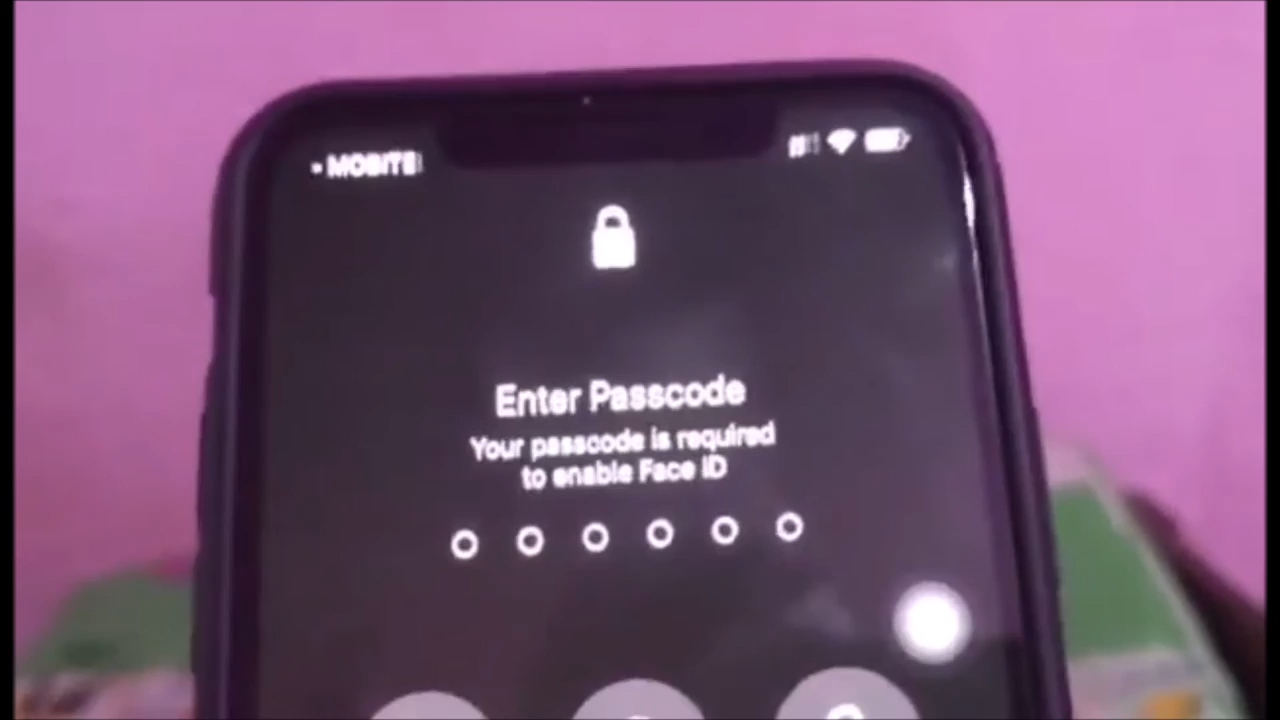 MOBITEL
Enter Passcode
Your passcode is required
to enable Face ID